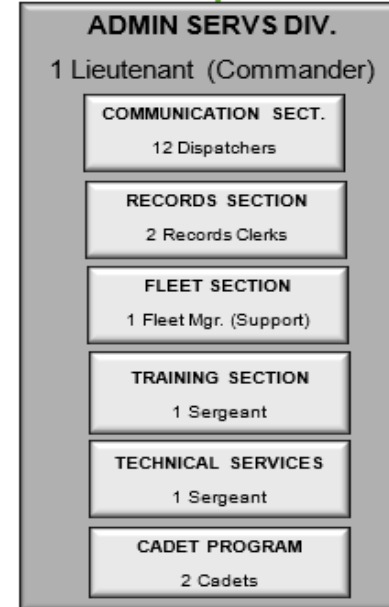 ADMIN SERVS DIV.
1 Lieutenant (Commander)
COMMUNICATION SECT.
12 Dispatchers
RECORDS SECTION
2 Records Clerks
FLEET SECTION
1 Fleet Mgr. (Support)
TRAINING SECTION
1 Sergeant
TECHNICAL SERVICES
1 Sergeant
CADET PROGRAM
2 Cadets